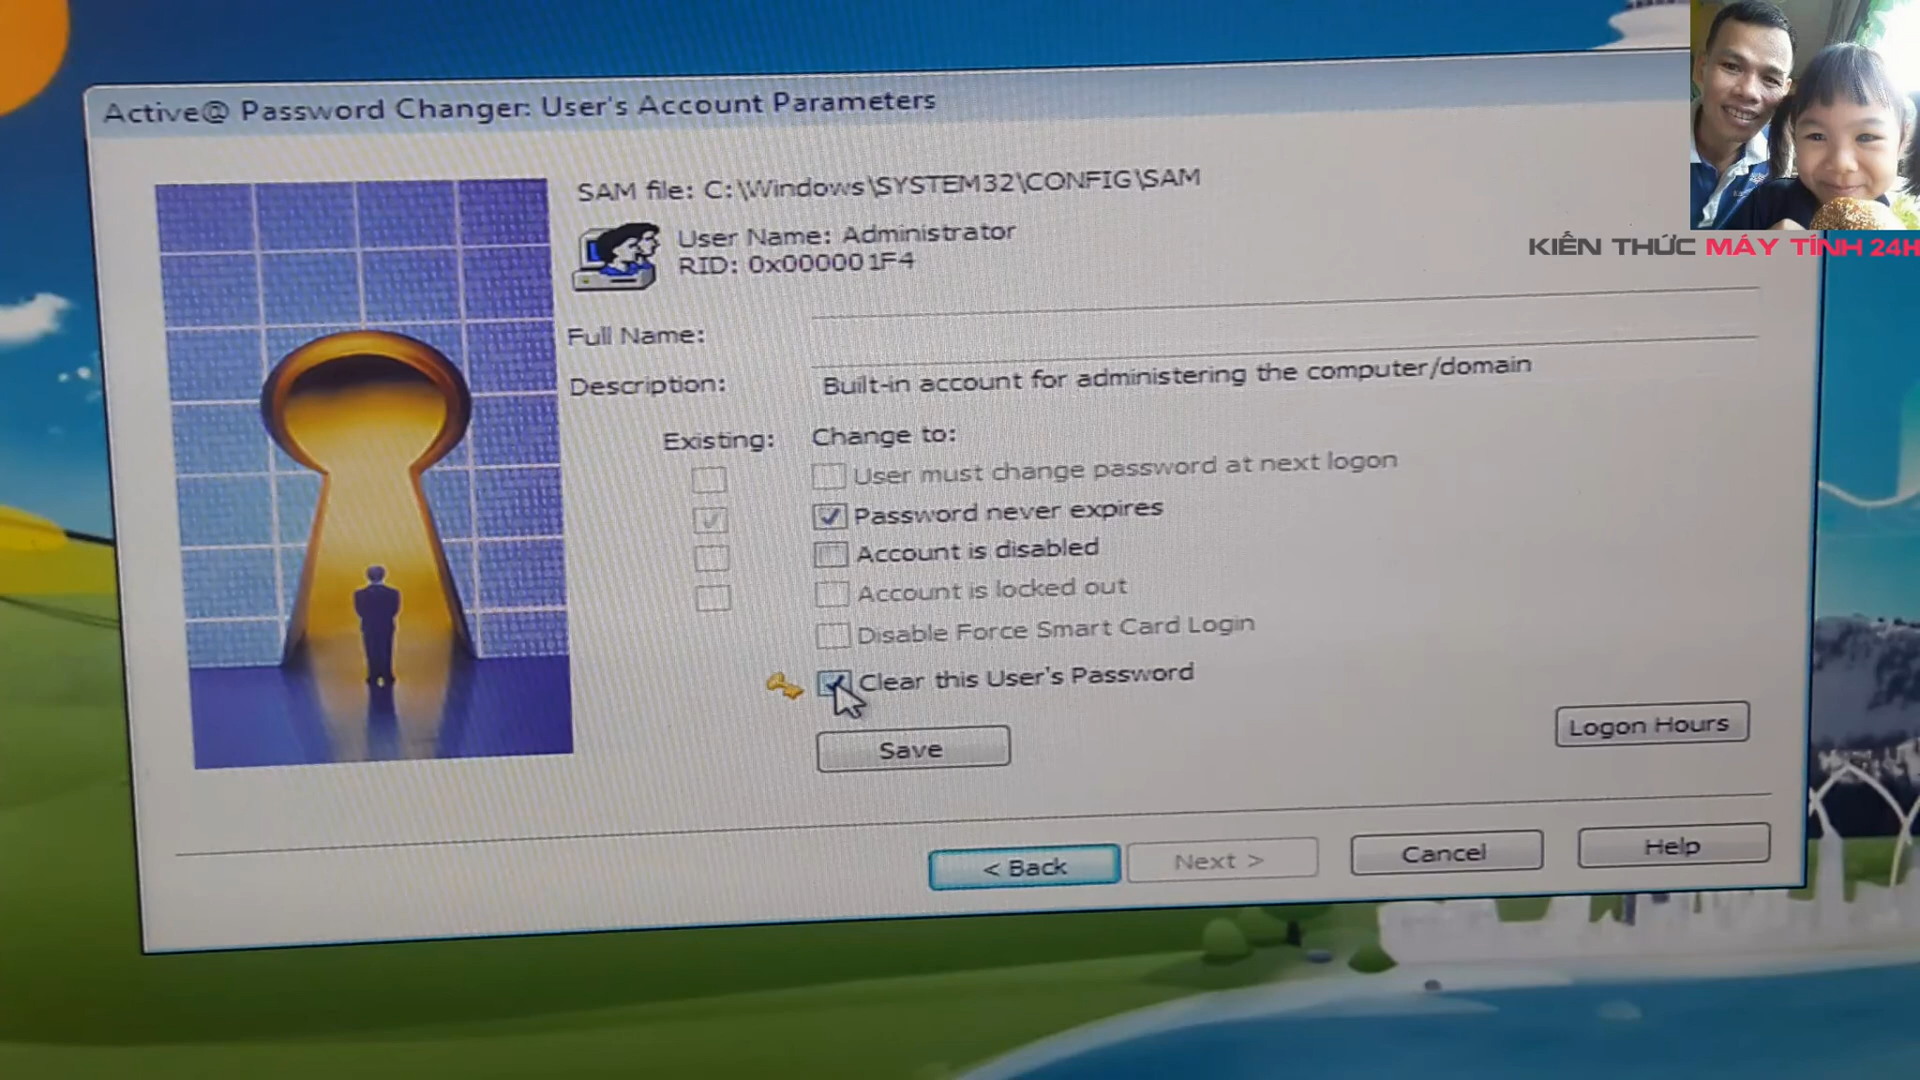 Active@ Password Changer: User's Account Parameters
SAM file: C:\Windows\SYSTEM32\CONFIG\SAM
User Name: Administrator
RID: 0x000001F4
KIẾN THỨC MÁY TÍNH 24H
Full Name:
Description: Built-in account for administering the computer/domain
Existing: Change to:
User must change password at next logon
Password never expires
Account is disabled
Account is locked out
Disable Force Smart Card Login
Clear this User's Password
Save
Logon Hours
< Back Next > Cancel Help